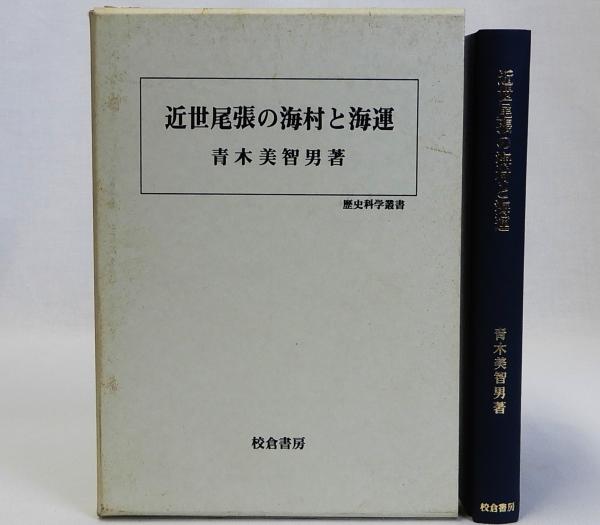 近世尾張の海村と海運
青木美智男著
歴史科学叢書
校倉書房
近世尾張の海村と海運
青木美智男著
校倉書房